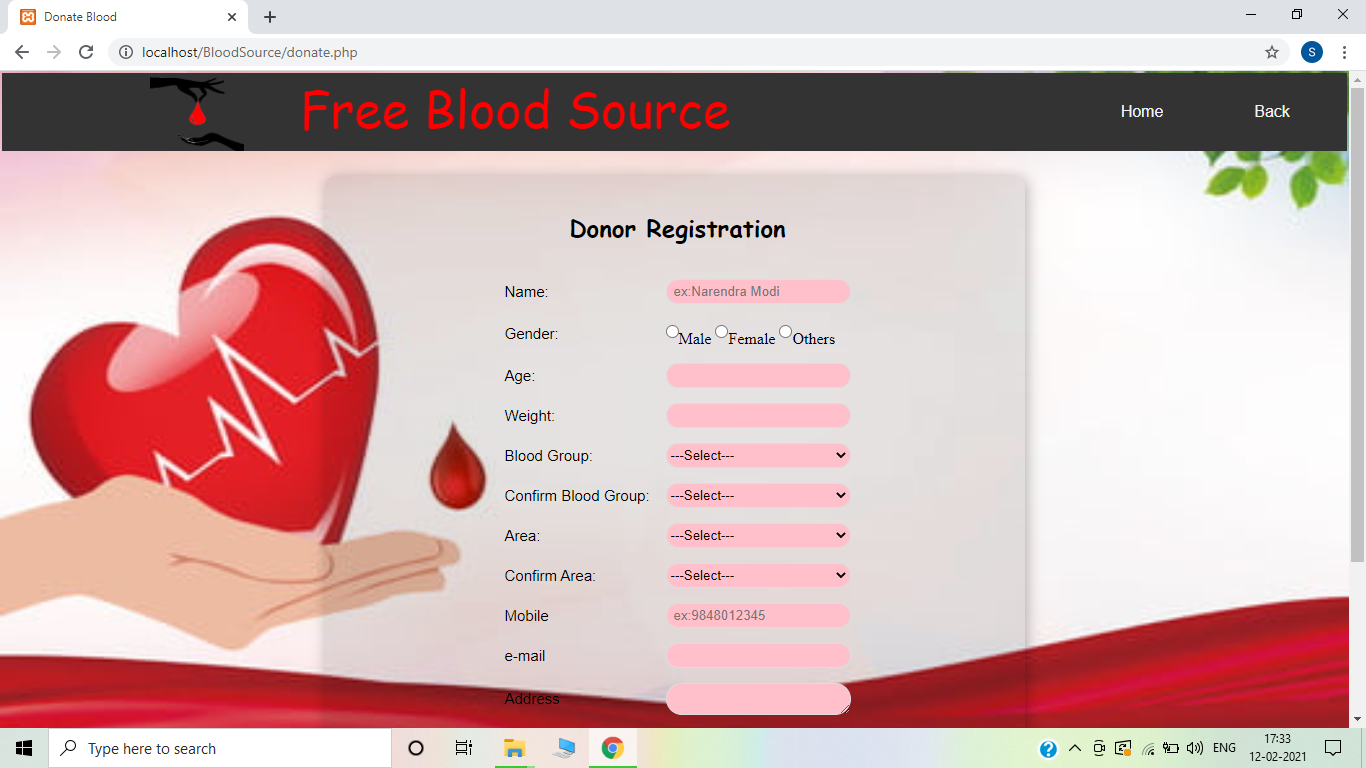 Donate Blood
localhost/BloodSource/donate.php
S
Free Blood Source
Home
Back
Donor Registration
Name:
ex:Narendra Modi
Gender:
Male Female Others
Age:
Weight:
Blood Group:
---Select---
Confirm Blood Group:
---Select---
Area:
---Select---
Confirm Area:
---Select---
Mobile
ex:9848012345
e-mail
Address
Type here to search
ENG
17:33
12-02-2021